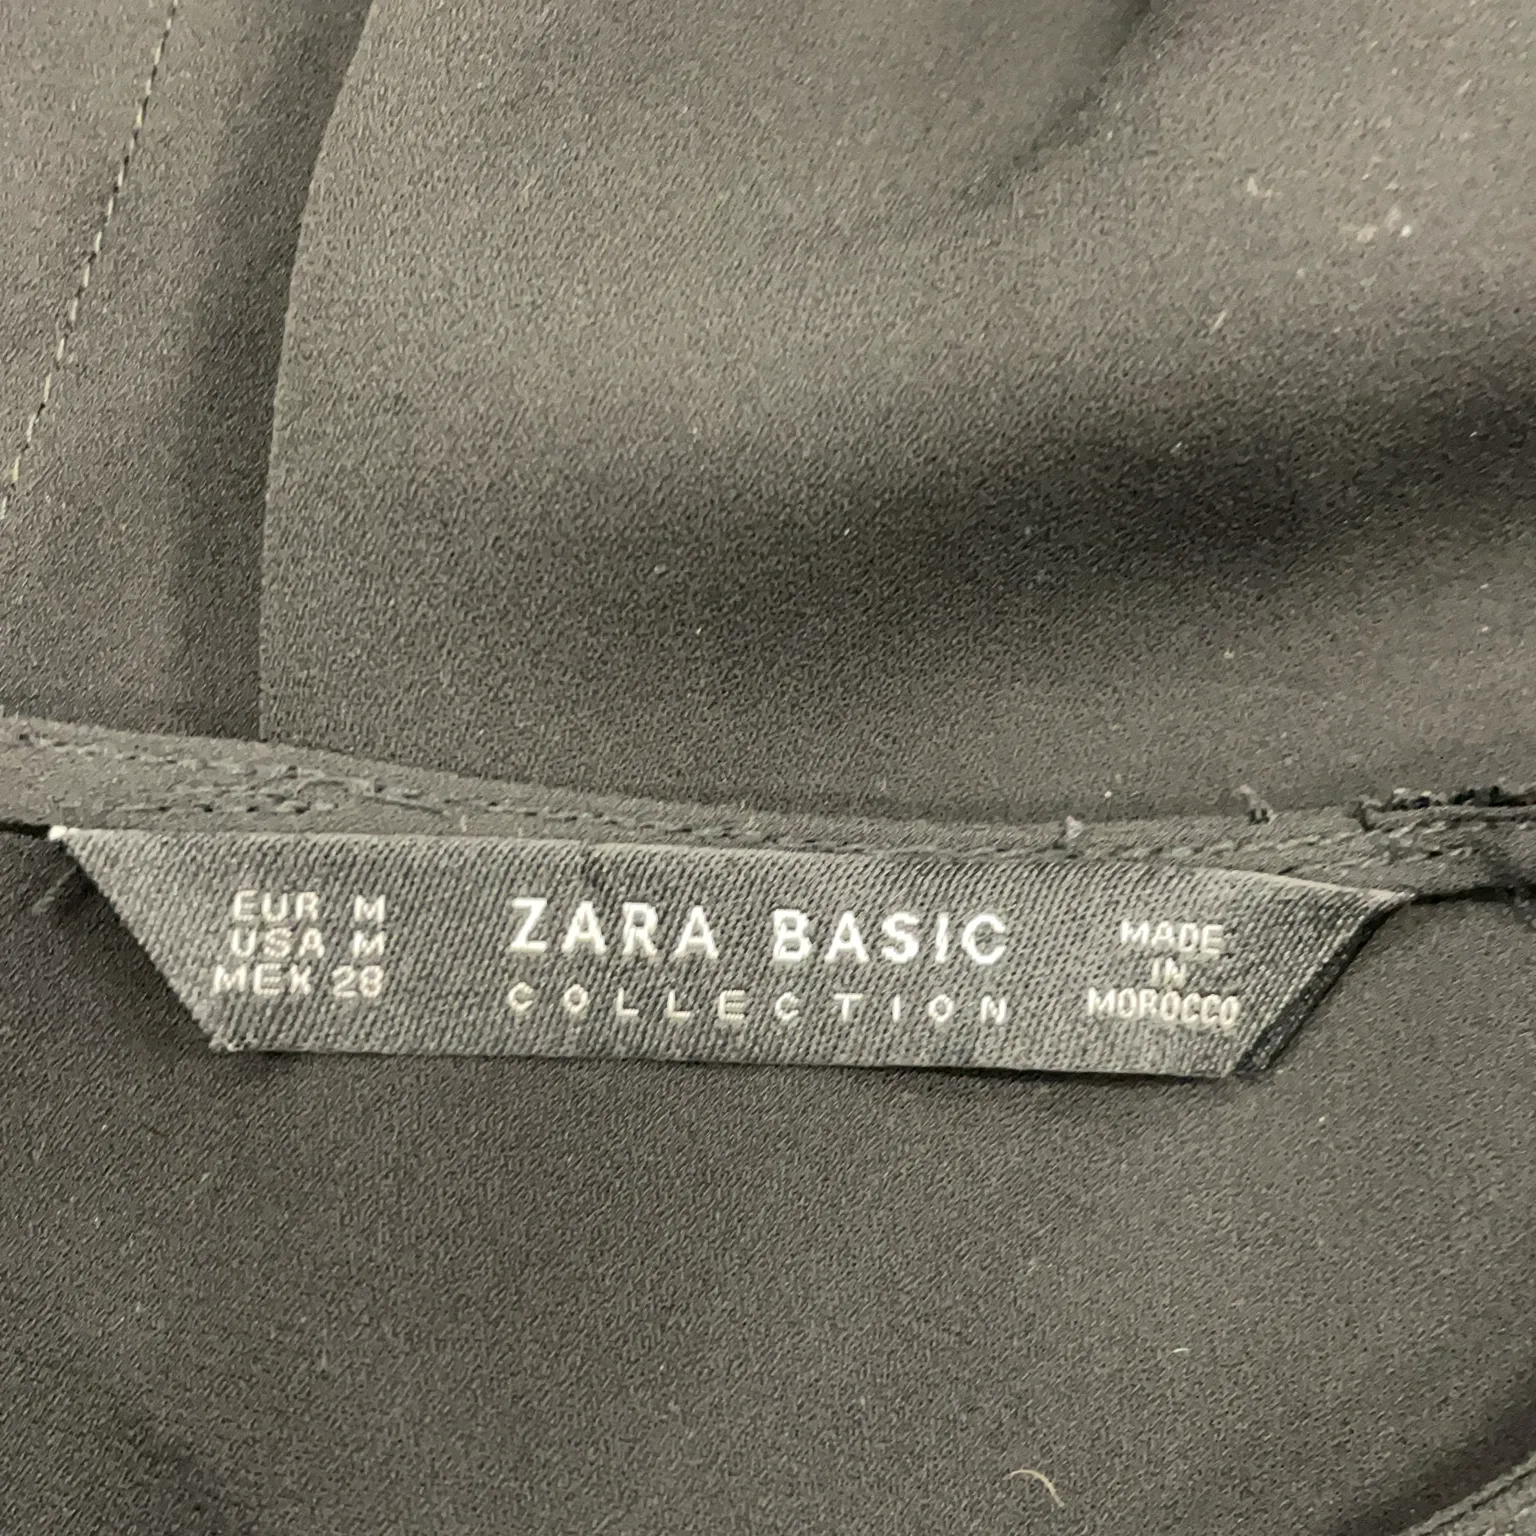 EUR M
USA M
MEX 28
ZARA BASIC
COLLECTION
MADE
IN
MOROCCO